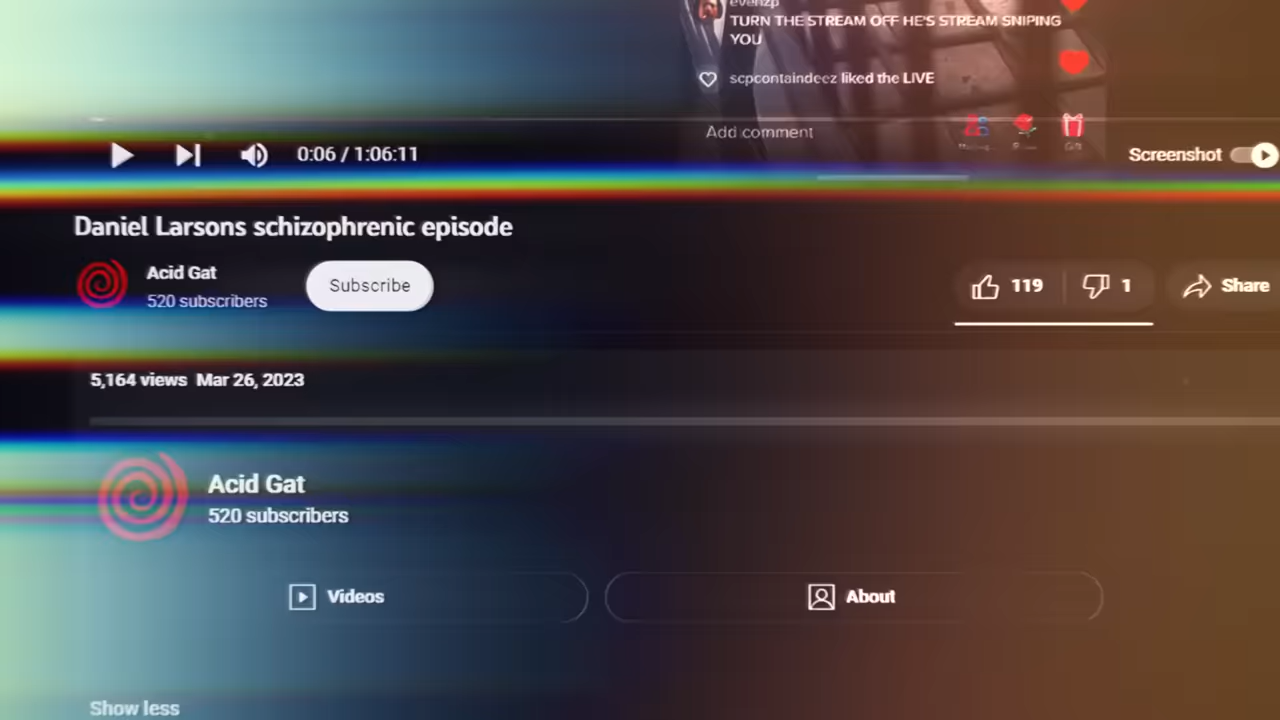 evenzp
TURN THE STREAM OFF HE'S STREAM SNIPING
YOU
scpcontaindeez liked the LIVE
Add comment
Gift
0:06 / 1:06:11
Screenshot
Daniel Larsons schizophrenic episode
Acid Gat
520 subscribers
Subscribe
119
1
Share
5,164 views Mar 26, 2023
Acid Gat
520 subscribers
Videos
About
Show less